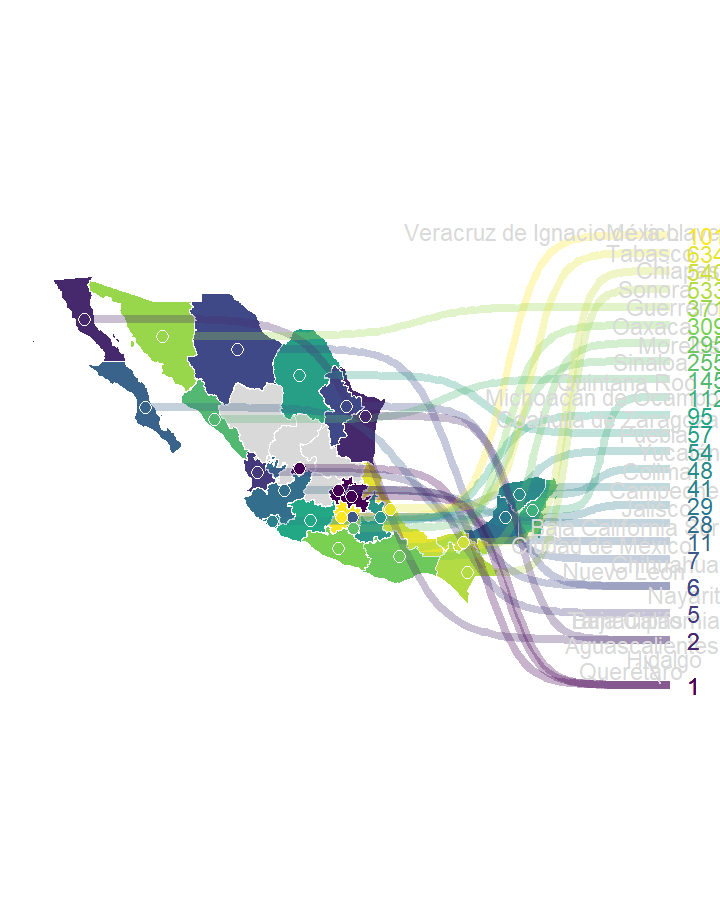 Veracruz de Ignacio de la Llave
México
Tabasco 634
Chiapas 549
Sonora 533
Guerrero 371
Oaxaca 309
Morelos 295
Sinaloa 255
Quintana Roo 145
Michoacán de Ocampo 112
Coahuila de Zaragoza 95
Puebla 57
Yucatán 54
Colima 48
Campeche 41
Jalisco 29
Baja California Sur 28
Ciudad de México 11
Chihuahua 7
Nuevo León 6
Nayarit 5
Baja California
Tamaulipas 2
Aguascalientes
Hidalgo
Querétaro 1